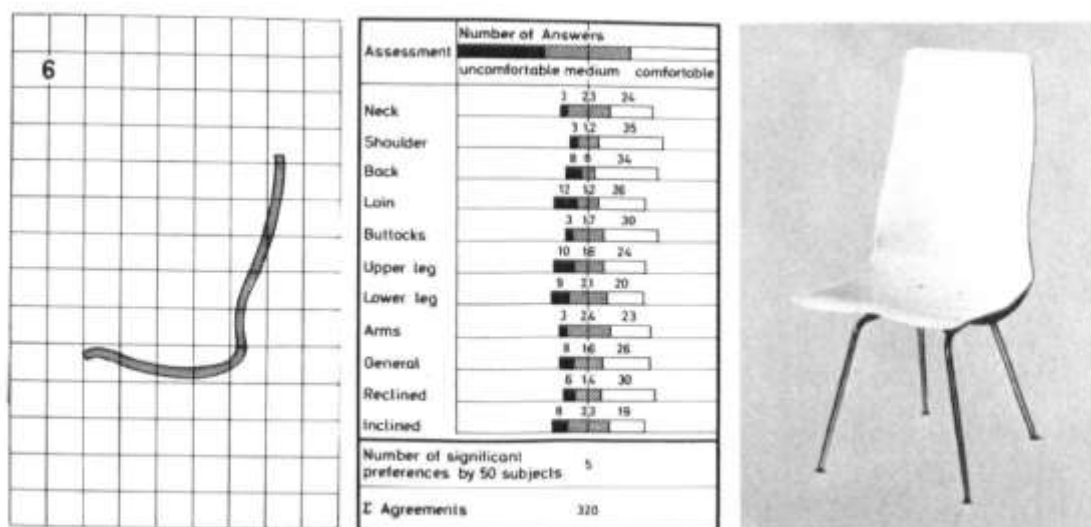 6
Number of Answers
Assessment
uncomfortable medium comfortable
3 23 24
Neck
3 12 35
Shoulder
8 8 34
Back
12 12 26
Loin
3 17 30
Buttocks
10 16 24
Upper leg
9 21 20
Lower leg
3 24 23
Arms
8 16 26
General
6 14 30
Reclined
8 23 19
Inclined
Number of significant
preferences by 50 subjects 5
Σ Agreements 320